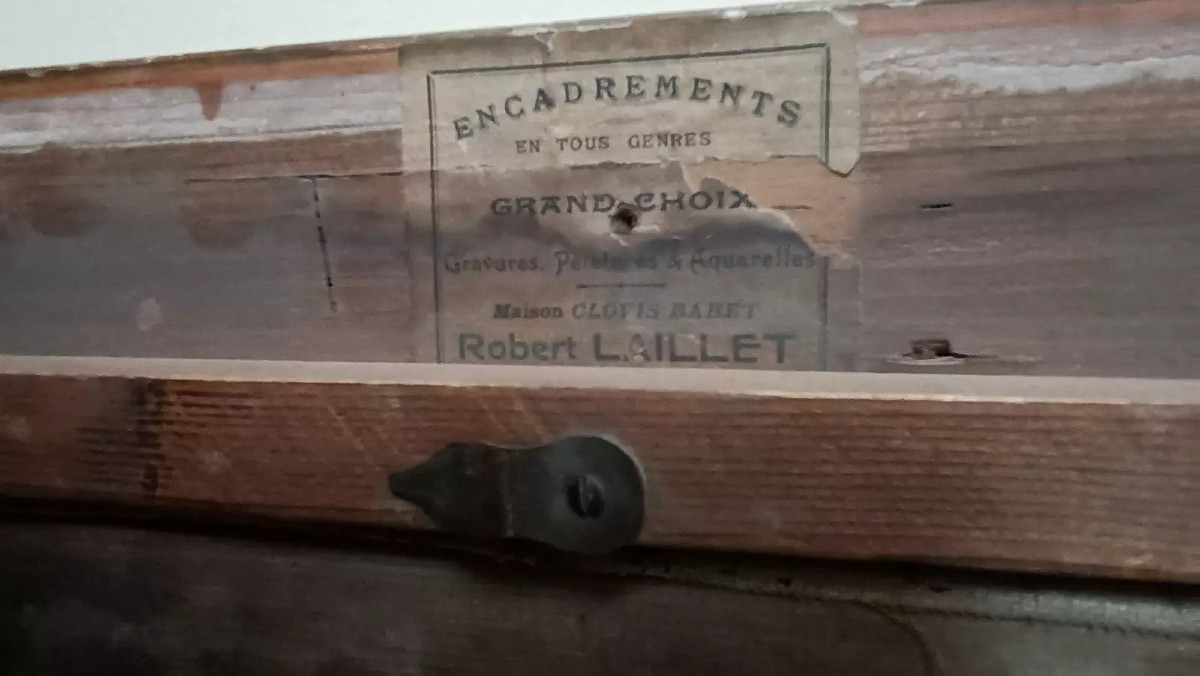 ENCADREMENTS
EN TOUS GENRES
GRAND CHOIX
Gravures, Peintures & Aquarelles
Maison CLOVIS BARET
Robert LAILLET